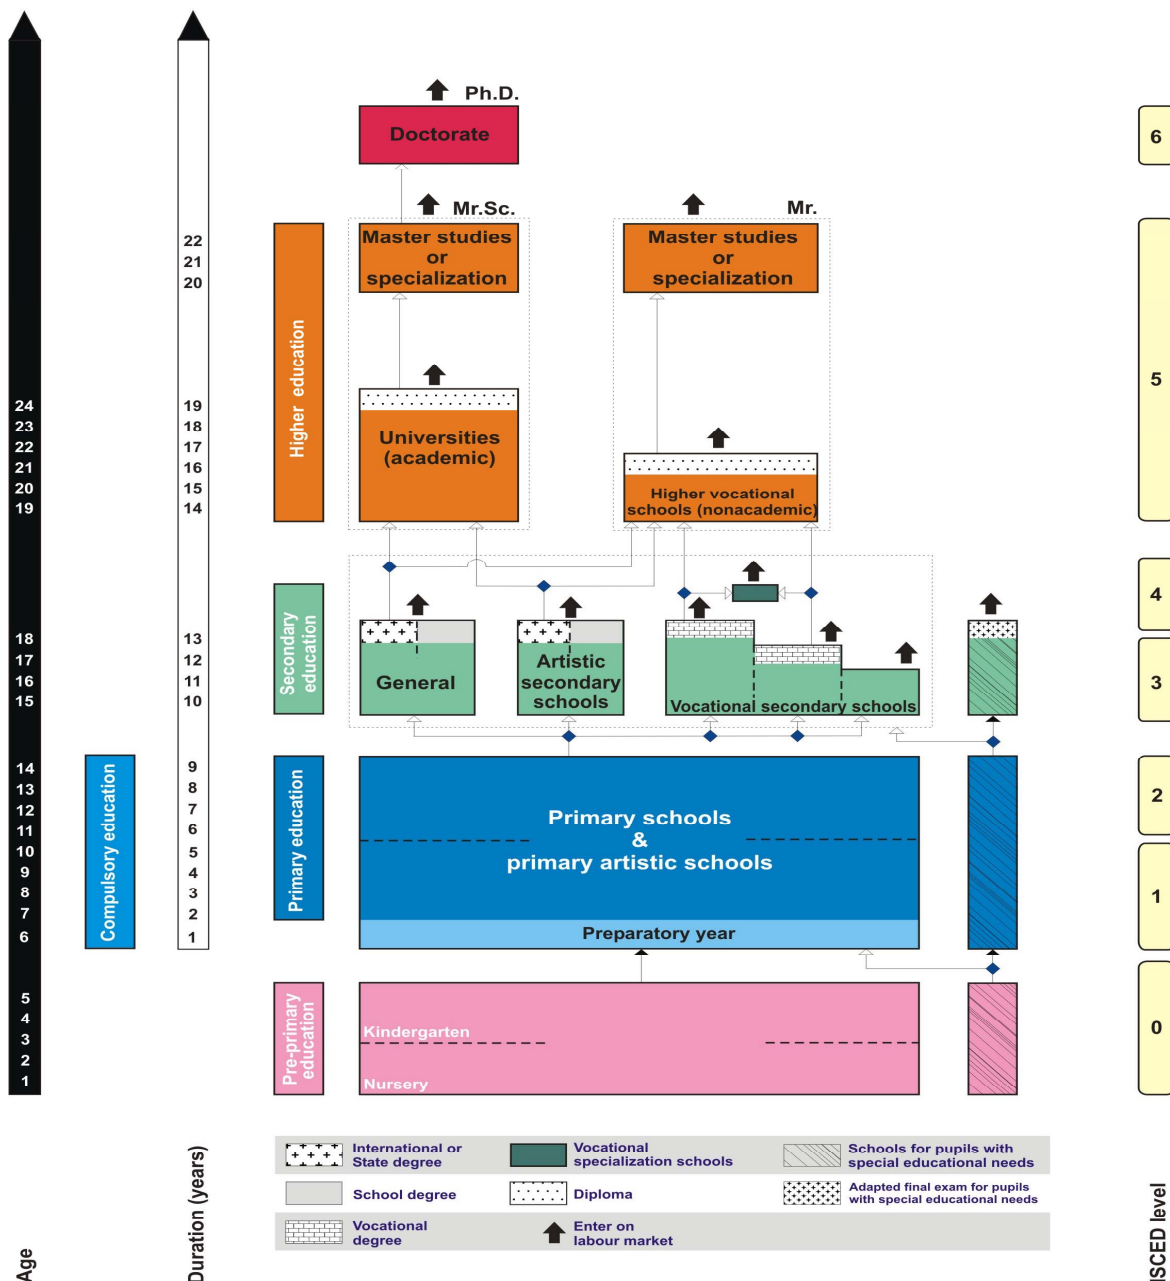 Ph.D.
Doctorate
6
Mr.Sc.
Mr.
Master studies
or
specialization
Master studies
or
specialization
22
21
20
Higher education
5
24
23
22
21
20
19
19
18
17
16
15
14
Universities
(academic)
Higher vocational
schools (nonacademic)
4
18
17
16
15
13
12
11
10
Secondary
education
General
Artistic
secondary
schools
Vocational secondary schools
3
14
13
12
11
10
9
8
7
6
Compulsory education
9
8
7
6
5
4
3
2
1
Primary education
Primary schools
&
primary artistic schools
Preparatory year
2
1
5
4
3
2
1
Pre-primary
education
Kindergarten
Nursery
0
Age
Duration (years)
ISCED level
International or
State degree
Vocational
specialization schools
Schools for pupils with
special educational needs
School degree
Diploma
Adapted final exam for pupils
with special educational needs
Vocational
degree
Enter on
labour market